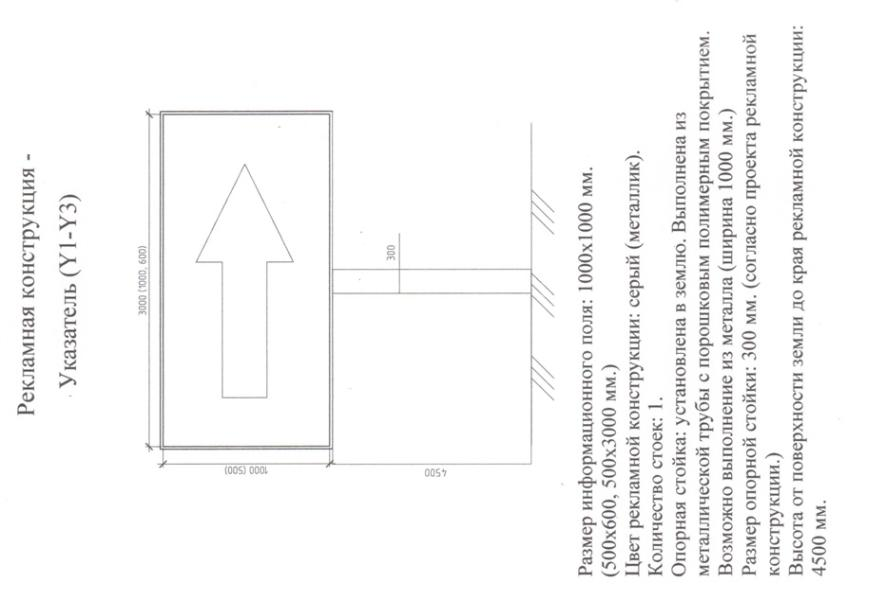 Рекламная конструкция -
Указатель (Y1-Y3)
3000 (1000, 600)
1000 (500)
300
4500
Размер информационного поля: 1000х1000 мм.
(500х600, 500х3000 мм.)
Цвет рекламной конструкции: серый (металлик).
Количество стоек: 1.
Опорная стойка: установлена в землю. Выполнена из
металлической трубы с порошковым полимерным покрытием.
Возможно выполнение из металла (ширина 1000 мм.)
Размер опорной стойки: 300 мм. (согласно проекта рекламной
конструкции.)
Высота от поверхности земли до края рекламной конструкции:
4500 мм.